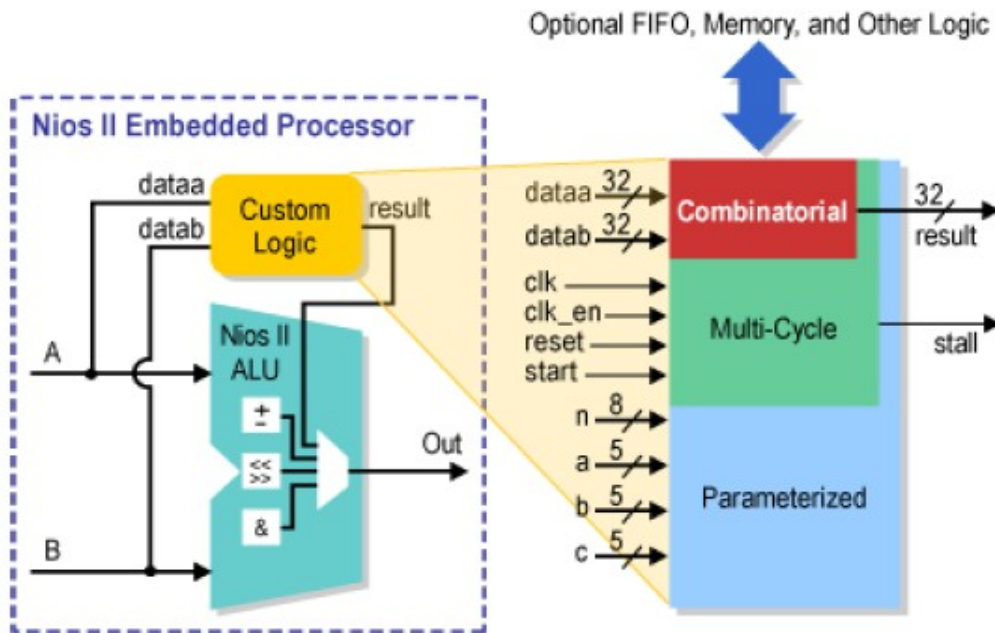 Optional FIFO, Memory, and Other Logic
Nios II Embedded Processor
dataa
datab
Custom
Logic
result
A
Nios II
ALU
+
-
<<
>>
&
Out
B
dataa 32
datab 32
clk
clk_en
reset
start
n 8
a 5
b 5
c 5
Combinatorial
Multi-Cycle
Parameterized
32
result
stall